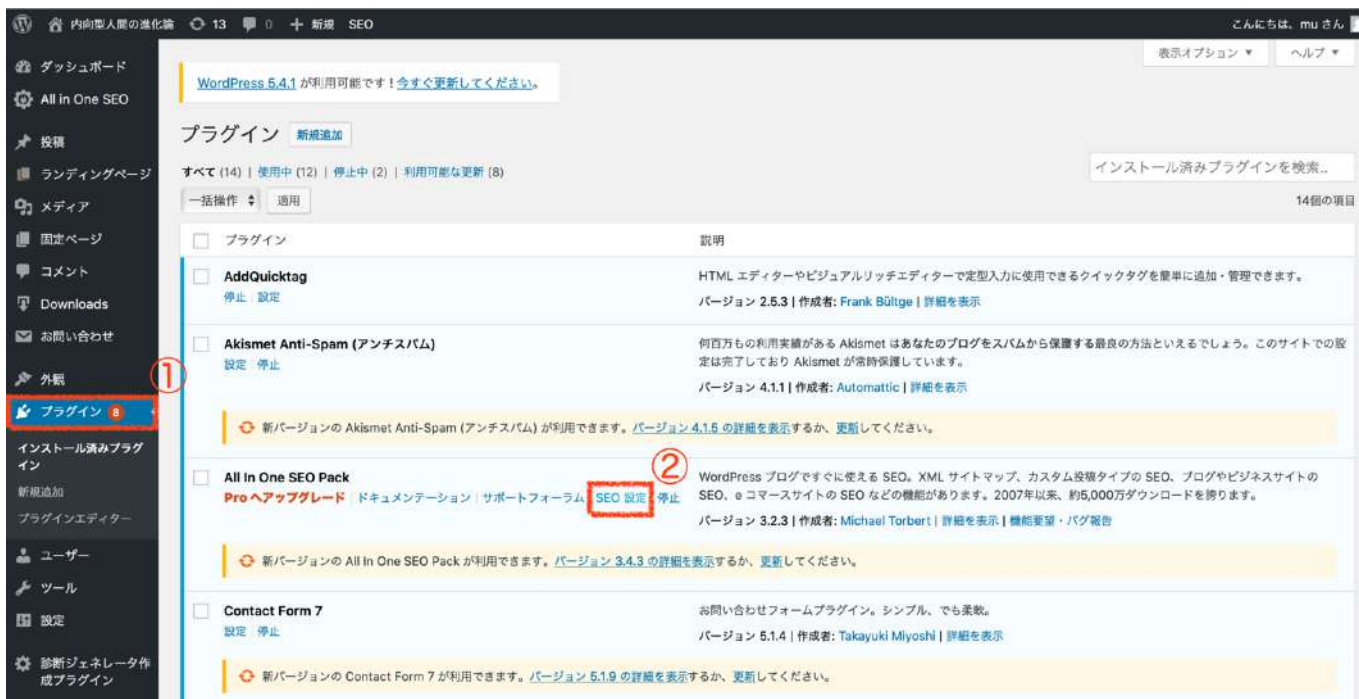 内向型人間の進化論 13 0 新規 SEO こんにちは、mu さん
表示オプション ▼ ヘルプ ▼
ダッシュボード
All in One SEO
投稿
ランディングページ
メディア
固定ページ
コメント
Downloads
お問い合わせ
外観
①
プラグイン 8
インストール済みプラグ
イン
新規追加
プラグインエディター
ユーザー
ツール
設定
診断ジェネレータ作
成プラグイン
WordPress 5.4.1 が利用可能です！今すぐ更新してください。
プラグイン 新規追加
すべて (14) | 使用中 (12) | 停止中 (2) | 利用可能な更新 (8)
インストール済みプラグインを検索..
一括操作 適用
14個の項目
プラグイン 説明
AddQuicktag
停止 | 設定
HTML エディターやビジュアルリッチエディターで定型入力に使用できるクイックタグを簡単に追加・管理できます。
バージョン 2.5.3 | 作成者: Frank Bültge | 詳細を表示
Akismet Anti-Spam (アンチスパム)
設定 | 停止
何百万もの利用実績がある Akismet はあなたのブログをスパムから保護する最良の方法といえるでしょう。このサイトでの設
定は完了しており Akismet が常時保護しています。
バージョン 4.1.1 | 作成者: Automattic | 詳細を表示
新バージョンの Akismet Anti-Spam (アンチスパム) が利用できます。バージョン 4.1.5 の詳細を表示するか、更新してください。
②
All In One SEO Pack
Pro へアップグレード | ドキュメンテーション | サポートフォーラム | SEO 設定 | 停止
WordPress ブログですぐに使える SEO。XML サイトマップ、カスタム投稿タイプの SEO、ブログやビジネスサイトの
SEO、e コマースサイトの SEO などの機能があります。2007年以来、約5,000万ダウンロードを誇ります。
バージョン 3.2.3 | 作成者: Michael Torbert | 詳細を表示 | 機能要望・バグ報告
新バージョンの All In One SEO Pack が利用できます。バージョン 3.4.3 の詳細を表示するか、更新してください。
Contact Form 7
設定 | 停止
お問い合わせフォームプラグイン。シンプル、でも柔軟。
バージョン 5.1.4 | 作成者: Takayuki Miyoshi | 詳細を表示
新バージョンの Contact Form 7 が利用できます。バージョン 5.1.9 の詳細を表示するか、更新してください。